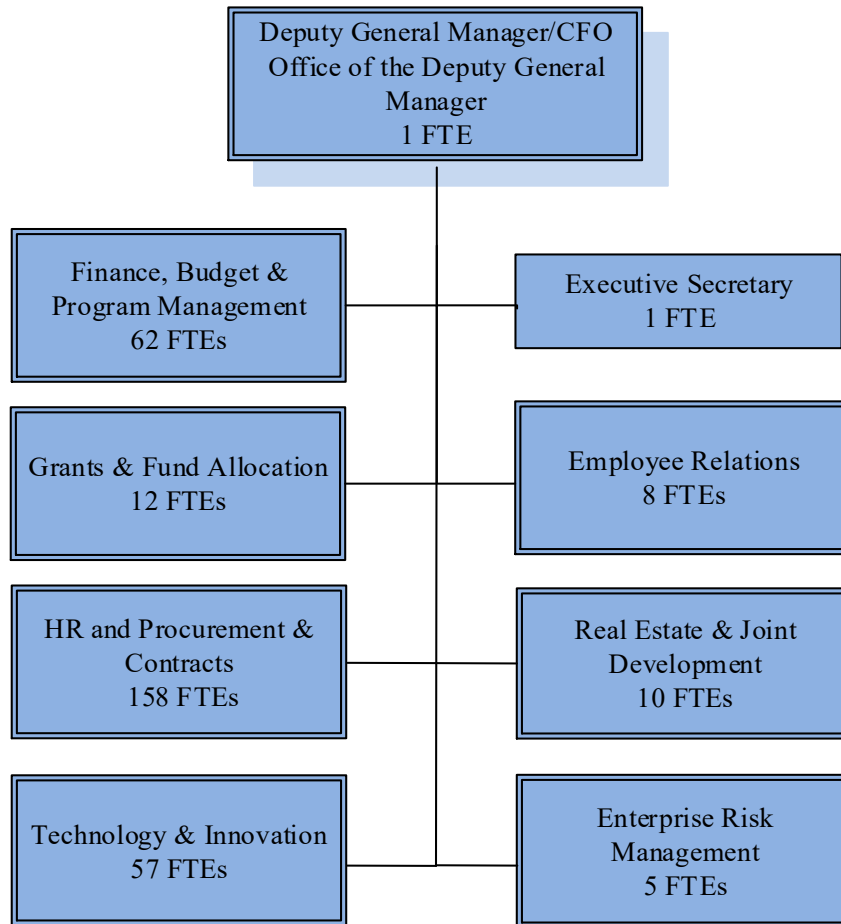 Deputy General Manager/CFO
Office of the Deputy General
Manager
1 FTE
Finance, Budget &
Program Management
62 FTEs
Executive Secretary
1 FTE
Grants & Fund Allocation
12 FTEs
Employee Relations
8 FTEs
HR and Procurement &
Contracts
158 FTEs
Real Estate & Joint
Development
10 FTEs
Technology & Innovation
57 FTEs
Enterprise Risk
Management
5 FTEs